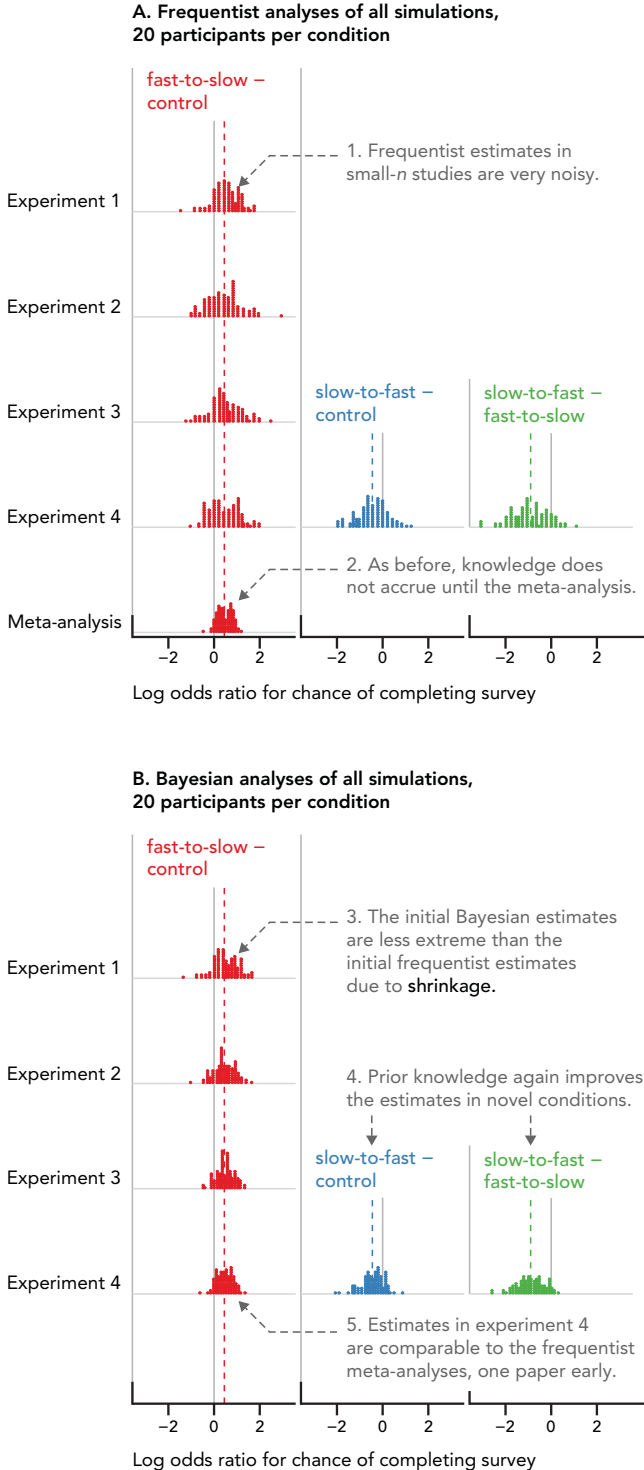 A. Frequentist analyses of all simulations,
20 participants per condition
fast-to-slow –
control
1. Frequentist estimates in
small-n studies are very noisy.
Experiment 1
Experiment 2
Experiment 3
slow-to-fast –
control
slow-to-fast –
fast-to-slow
Experiment 4
2. As before, knowledge does
not accrue until the meta-analysis.
Meta-analysis
–2 0 2 –2 0 2 –2 0 2
Log odds ratio for chance of completing survey
B. Bayesian analyses of all simulations,
20 participants per condition
fast-to-slow –
control
3. The initial Bayesian estimates
are less extreme than the
initial frequentist estimates
due to shrinkage.
Experiment 1
Experiment 2
4. Prior knowledge again improves
the estimates in novel conditions.
Experiment 3
slow-to-fast –
control
slow-to-fast –
fast-to-slow
Experiment 4
5. Estimates in experiment 4
are comparable to the frequentist
meta-analyses, one paper early.
–2 0 2 –2 0 2 –2 0 2
Log odds ratio for chance of completing survey